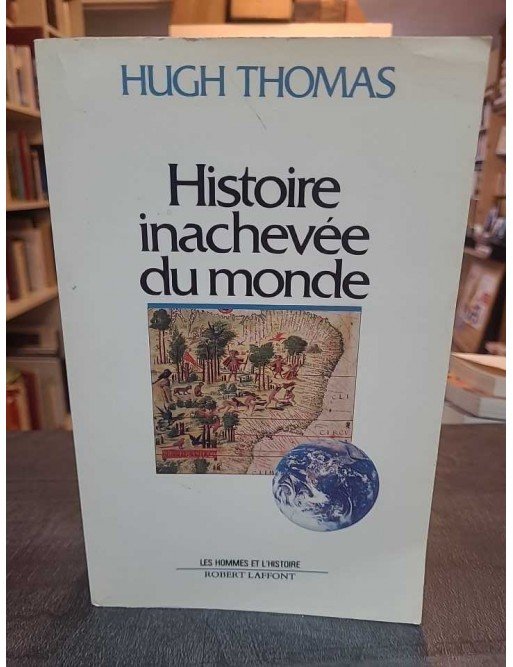 HUGH THOMAS
Histoire
inachevée
du monde
LES HOMMES ET L'HISTOIRE
ROBERT LAFFONT